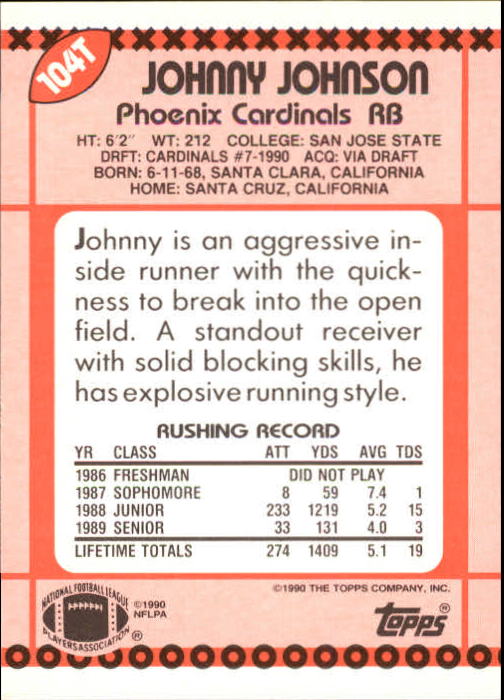 104T
JOHNNY JOHNSON
Phoenix Cardinals RB
HT: 6'2" WT: 212 COLLEGE: SAN JOSE STATE
DRFT: CARDINALS #7-1990 ACQ: VIA DRAFT
BORN: 6-11-68, SANTA CLARA, CALIFORNIA
HOME: SANTA CRUZ, CALIFORNIA
Johnny is an aggressive in-
side runner with the quick-
ness to break into the open
field. A standout receiver
with solid blocking skills, he
has explosive running style.
RUSHING RECORD
YR CLASS ATT YDS AVG TDS
1986 FRESHMAN DID NOT PLAY
1987 SOPHOMORE 8 59 7.4 1
1988 JUNIOR 233 1219 5.2 15
1989 SENIOR 33 131 4.0 3
LIFETIME TOTALS 274 1409 5.1 19
©1990 THE TOPPS COMPANY, INC.
NATIONAL FOOTBALL LEAGUE
PLAYERS ASSOCIATION ®
©1990
NFLPA
Topps®